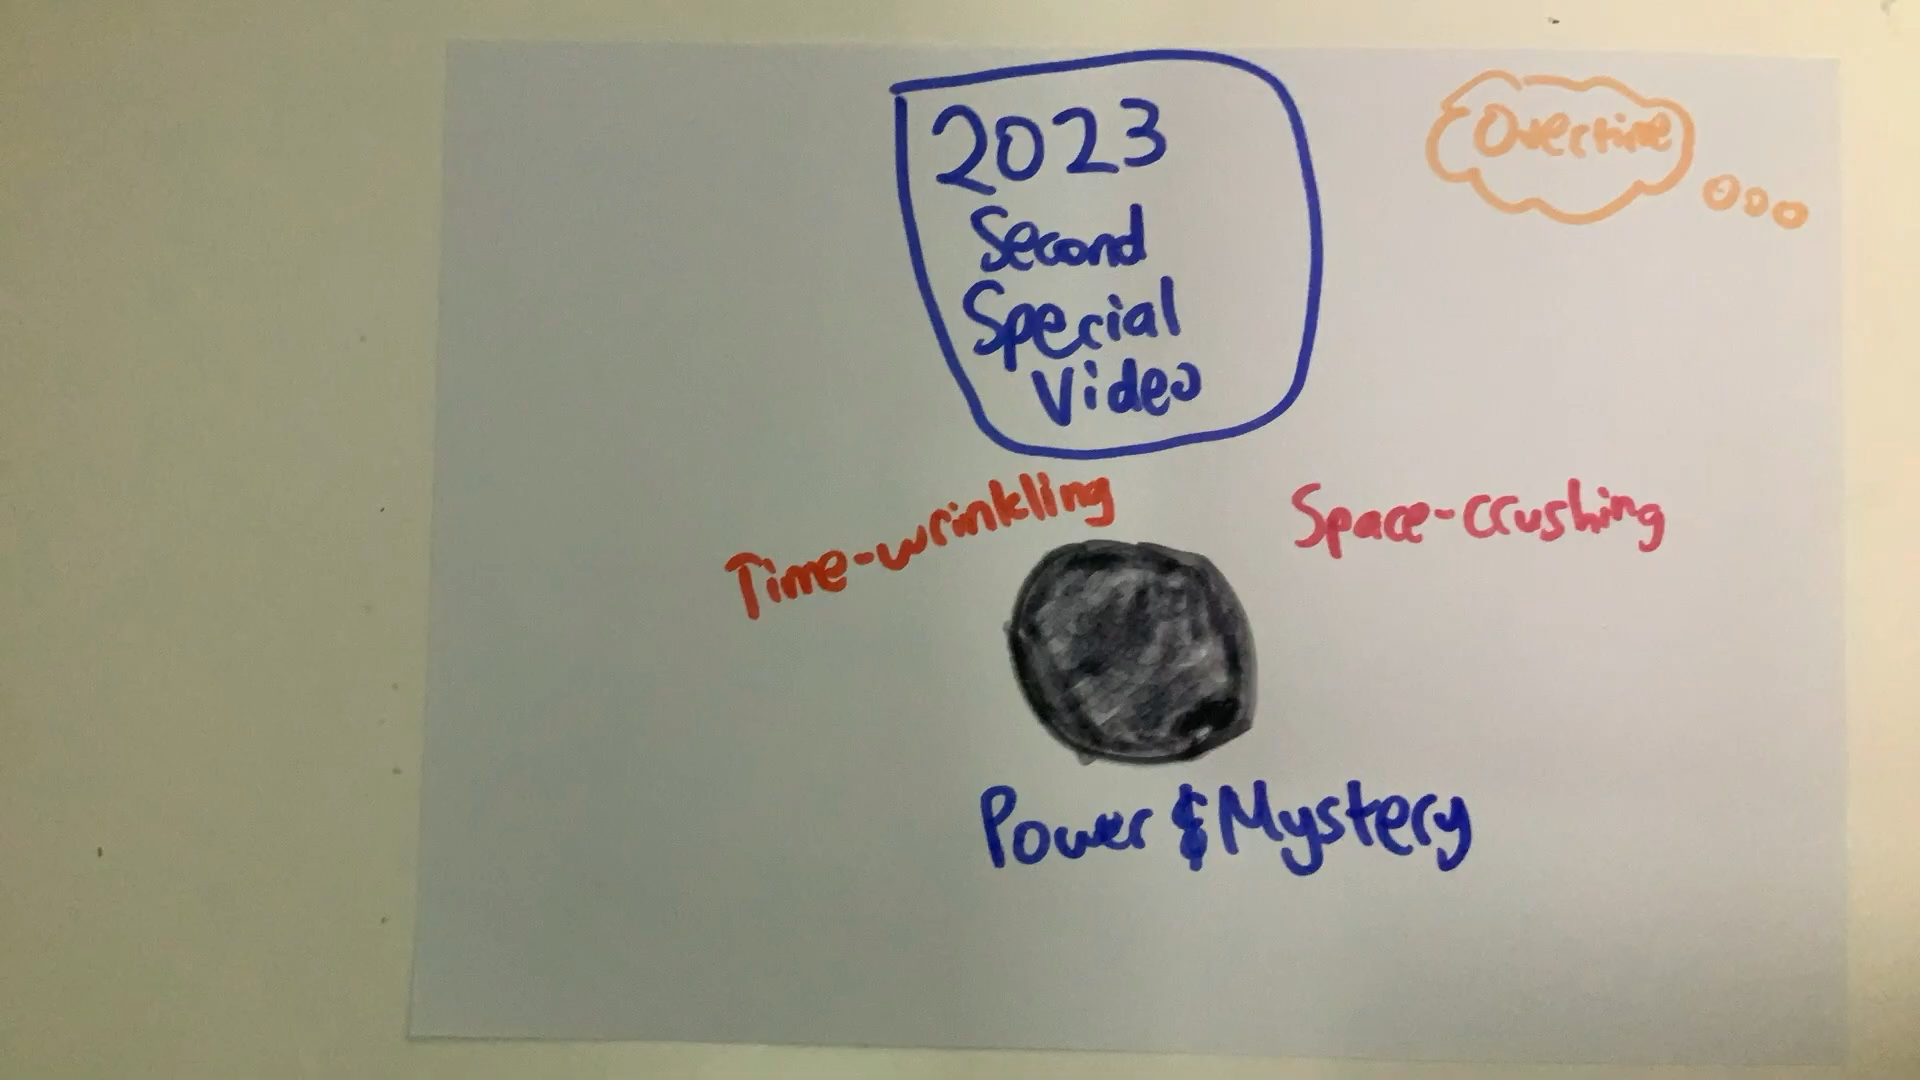 2023
Second
Special
Video
Overtime
Time-wrinkling
Space-crushing
Power & Mystery